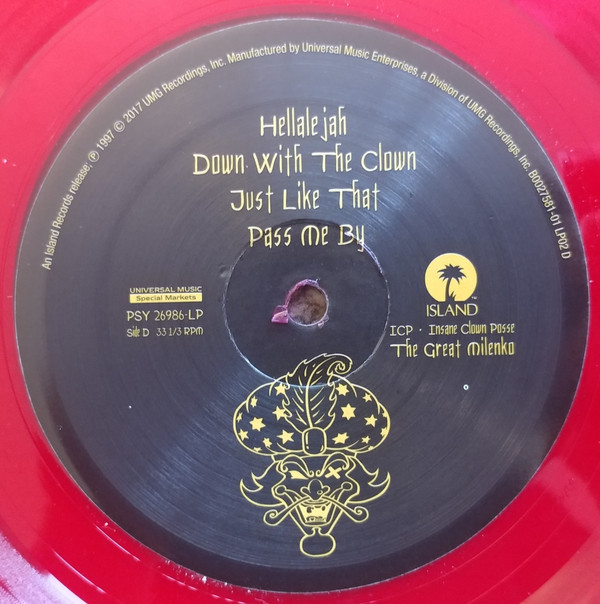 An Island Records release; ℗ 1997 © 2017 UMG Recordings, Inc. Manufactured by Universal Music Enterprises, a Division of UMG Recordings, Inc. B0027581-01 LP02 D
Hellalejah
Down With The Clown
Just Like That
Pass Me By
UNIVERSAL MUSIC
Special Markets
PSY 26986-LP
Side D 33 1/3 RPM
ISLAND
ICP · Insane Clown Posse
The Great Milenko